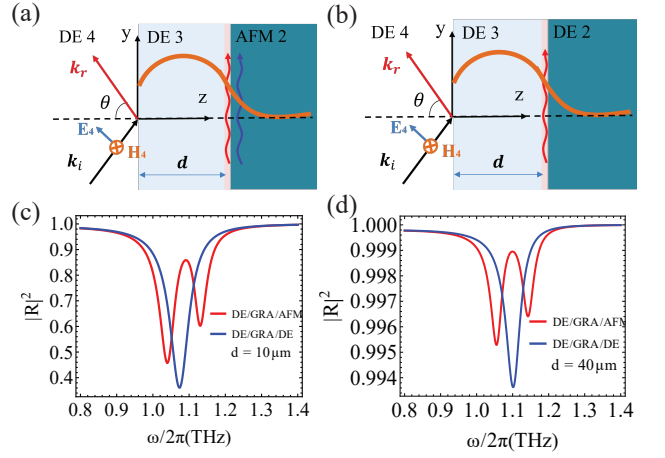 (a)
DE 4
y
DE 3
AFM 2
k_r
θ
z
E₄
H₄
k_i
d
(b)
DE 4
y
DE 3
DE 2
k_r
θ
z
E₄
H₄
k_i
d
(c)
|R|²
1.0
0.9
0.8
0.7
0.6
0.5
0.4
DE/GRA/AFM
DE/GRA/DE
d = 10μm
0.8 0.9 1.0 1.1 1.2 1.3 1.4
ω/2π(THz)
(d)
|R|²
1.000
0.999
0.998
0.997
0.996
0.995
0.994
DE/GRA/AFM
DE/GRA/DE
d = 40μm
0.8 0.9 1.0 1.1 1.2 1.3 1.4
ω/2π(THz)